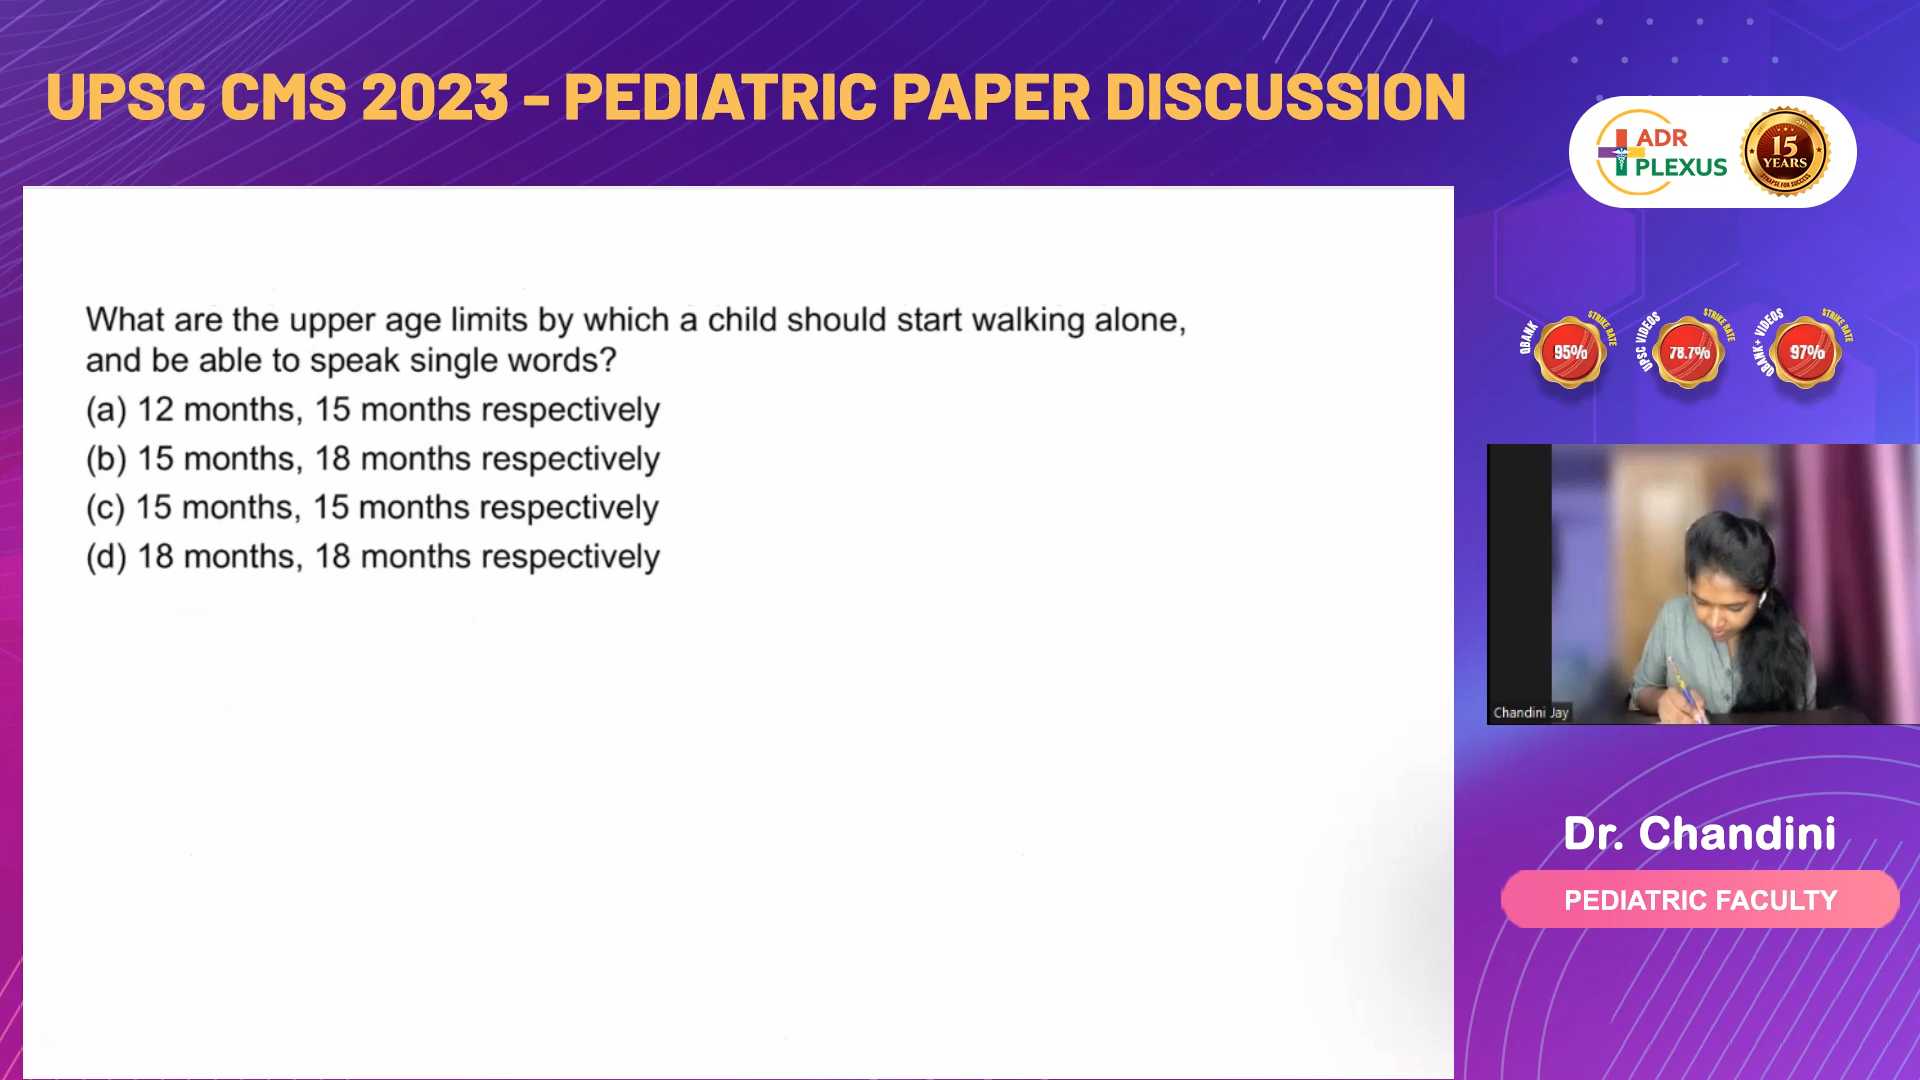 UPSC CMS 2023 - PEDIATRIC PAPER DISCUSSION
ADR
PLEXUS
15
YEARS
SYNAPSE FOR SUCCESS
QBANK
95%
STRIKE RATE
UPSC VIDEOS
78.7%
STRIKE RATE
QBANK+ VIDEOS
97%
STRIKE RATE
What are the upper age limits by which a child should start walking alone,
and be able to speak single words?
(a) 12 months, 15 months respectively
(b) 15 months, 18 months respectively
(c) 15 months, 15 months respectively
(d) 18 months, 18 months respectively
Chandini Jay
Dr. Chandini
PEDIATRIC FACULTY